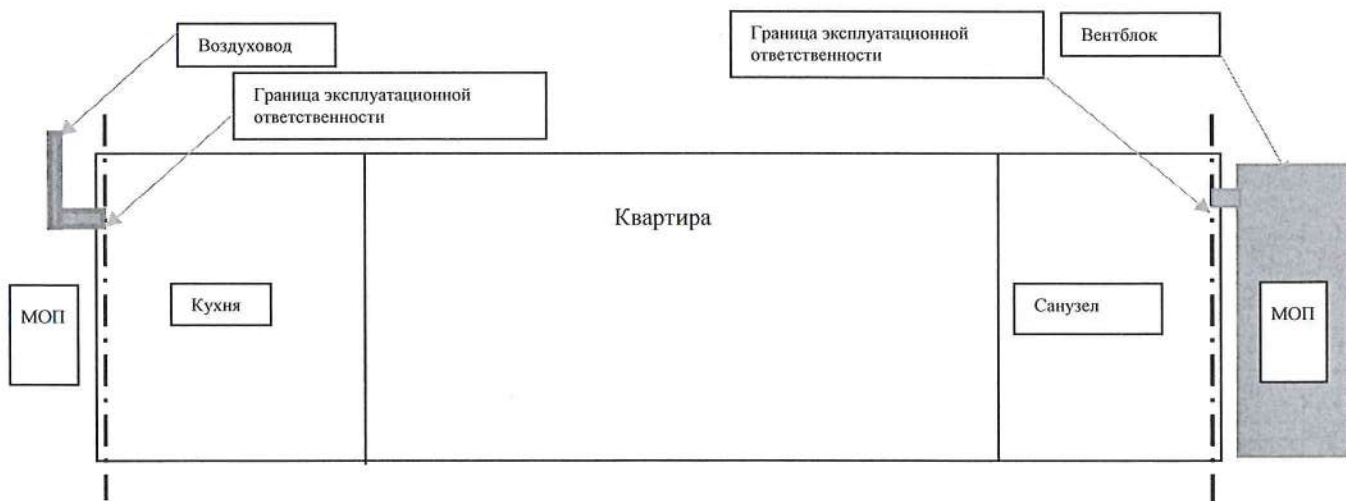 Воздуховод
Граница эксплуатационной
ответственности
Граница эксплуатационной
ответственности
Вентблок
Квартира
МОП
Кухня
Санузел
МОП